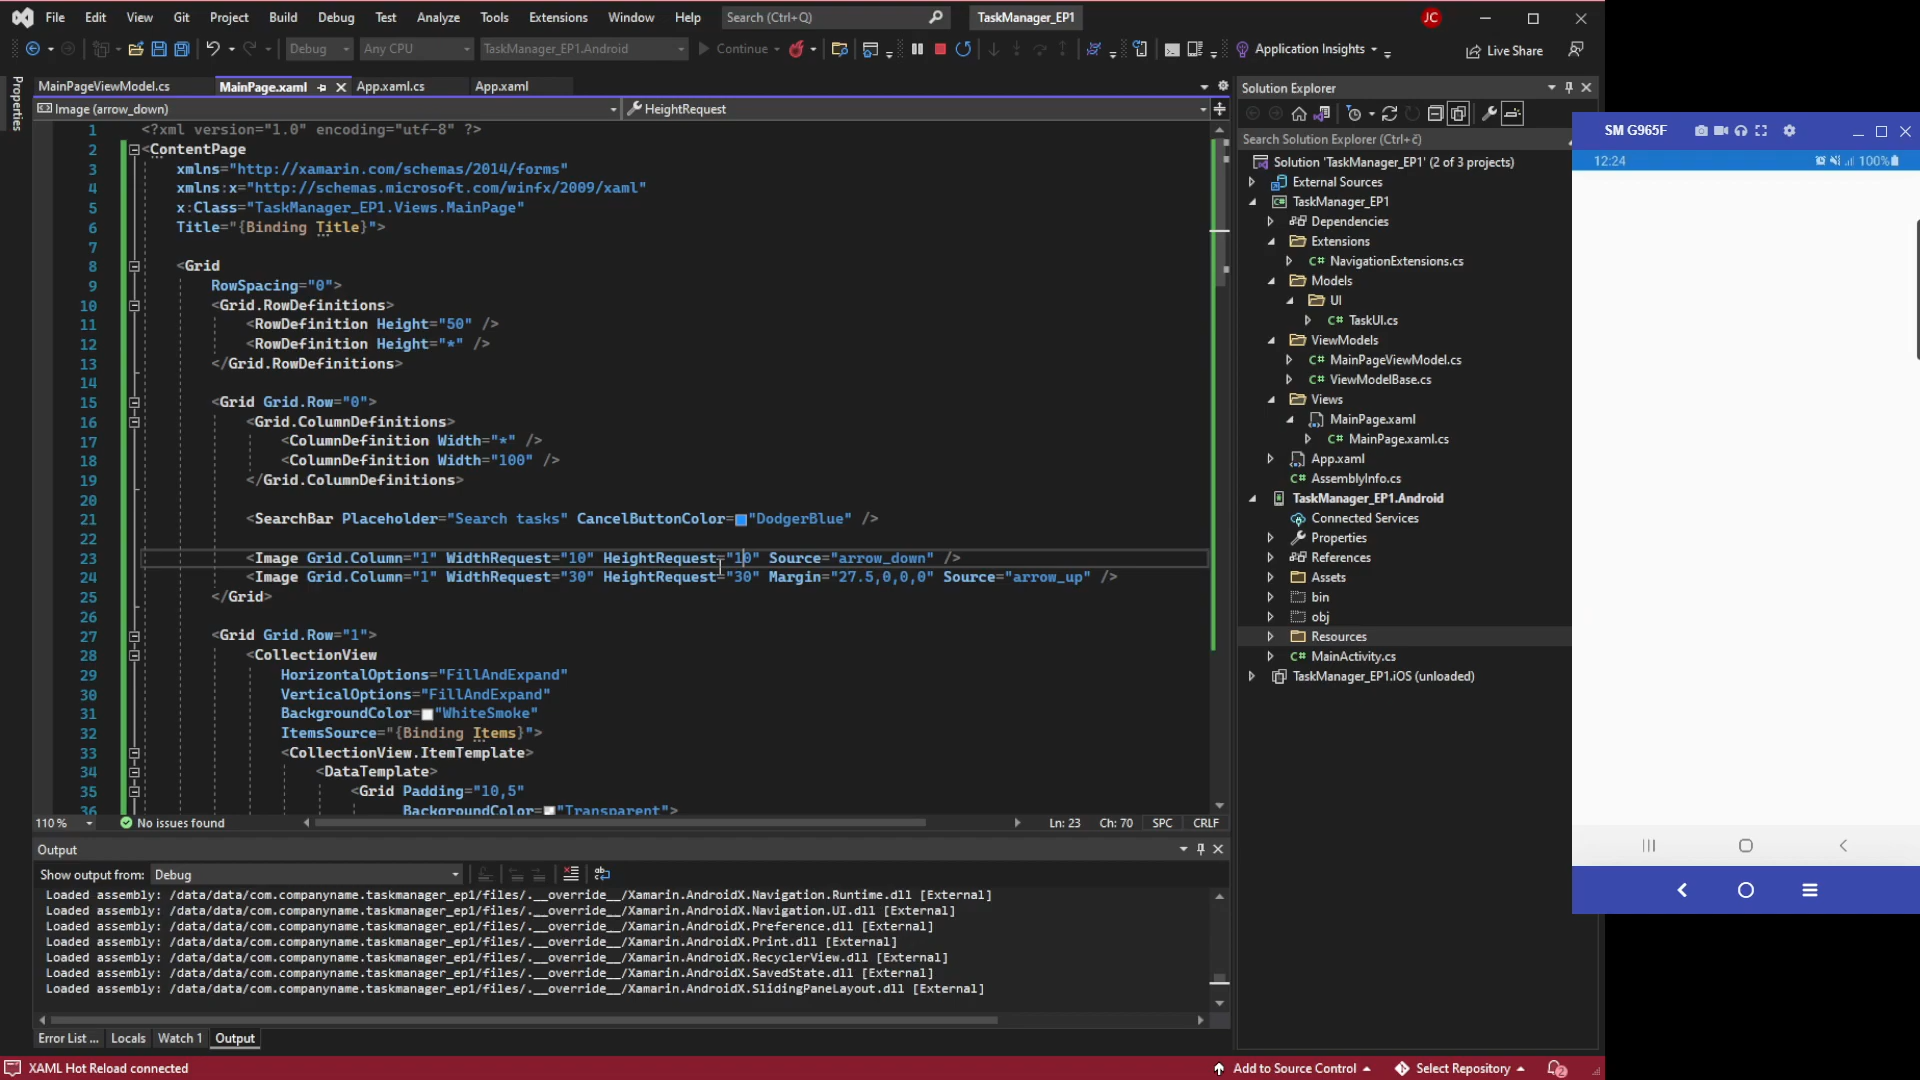 File Edit View Git Project Build Debug Test Analyze Tools Extensions Window Help Search (Ctrl+Q) TaskManager_EP1 JC
Debug Any CPU TaskManager_EP1.Android Continue Application Insights Live Share
MainPageViewModel.cs MainPage.xaml App.xaml.cs App.xaml
Image (arrow_down) HeightRequest
1 <?xml version="1.0" encoding="utf-8" ?>
2 <ContentPage
3 xmlns="http://xamarin.com/schemas/2014/forms"
4 xmlns:x="http://schemas.microsoft.com/winfx/2009/xaml"
5 x:Class="TaskManager_EP1.Views.MainPage"
6 Title="{Binding Title}">
7
8 <Grid
9 RowSpacing="0">
10 <Grid.RowDefinitions>
11 <RowDefinition Height="50" />
12 <RowDefinition Height="*" />
13 </Grid.RowDefinitions>
14
15 <Grid Grid.Row="0">
16 <Grid.ColumnDefinitions>
17 <ColumnDefinition Width="*" />
18 <ColumnDefinition Width="100" />
19 </Grid.ColumnDefinitions>
20
21 <SearchBar Placeholder="Search tasks" CancelButtonColor="DodgerBlue" />
22
23 <Image Grid.Column="1" WidthRequest="10" HeightRequest="10" Source="arrow_down" />
24 <Image Grid.Column="1" WidthRequest="30" HeightRequest="30" Margin="27.5,0,0,0" Source="arrow_up" />
25 </Grid>
26
27 <Grid Grid.Row="1">
28 <CollectionView
29 HorizontalOptions="FillAndExpand"
30 VerticalOptions="FillAndExpand"
31 BackgroundColor="WhiteSmoke"
32 ItemsSource="{Binding Items}">
33 <CollectionView.ItemTemplate>
34 <DataTemplate>
35 <Grid Padding="10,5"
36 BackgroundColor="Transparent">
110 % No issues found Ln: 23 Ch: 70 SPC CRLF
Output
Show output from: Debug
Loaded assembly: /data/data/com.companyname.taskmanager_ep1/files/.__override__/Xamarin.AndroidX.Navigation.Runtime.dll [External]
Loaded assembly: /data/data/com.companyname.taskmanager_ep1/files/.__override__/Xamarin.AndroidX.Navigation.UI.dll [External]
Loaded assembly: /data/data/com.companyname.taskmanager_ep1/files/.__override__/Xamarin.AndroidX.Preference.dll [External]
Loaded assembly: /data/data/com.companyname.taskmanager_ep1/files/.__override__/Xamarin.AndroidX.Print.dll [External]
Loaded assembly: /data/data/com.companyname.taskmanager_ep1/files/.__override__/Xamarin.AndroidX.RecyclerView.dll [External]
Loaded assembly: /data/data/com.companyname.taskmanager_ep1/files/.__override__/Xamarin.AndroidX.SavedState.dll [External]
Loaded assembly: /data/data/com.companyname.taskmanager_ep1/files/.__override__/Xamarin.AndroidX.SlidingPaneLayout.dll [External]
Error List ... Locals Watch 1 Output
XAML Hot Reload connected Add to Source Control Select Repository 2
Properties
Solution Explorer
Search Solution Explorer (Ctrl+č)
Solution 'TaskManager_EP1' (2 of 3 projects)
External Sources
TaskManager_EP1
Dependencies
Extensions
C# NavigationExtensions.cs
Models
UI
C# TaskUI.cs
ViewModels
C# MainPageViewModel.cs
C# ViewModelBase.cs
Views
MainPage.xaml
C# MainPage.xaml.cs
App.xaml
C# AssemblyInfo.cs
TaskManager_EP1.Android
Connected Services
Properties
References
Assets
bin
obj
Resources
C# MainActivity.cs
TaskManager_EP1.iOS (unloaded)
SM G965F
12:24 100%